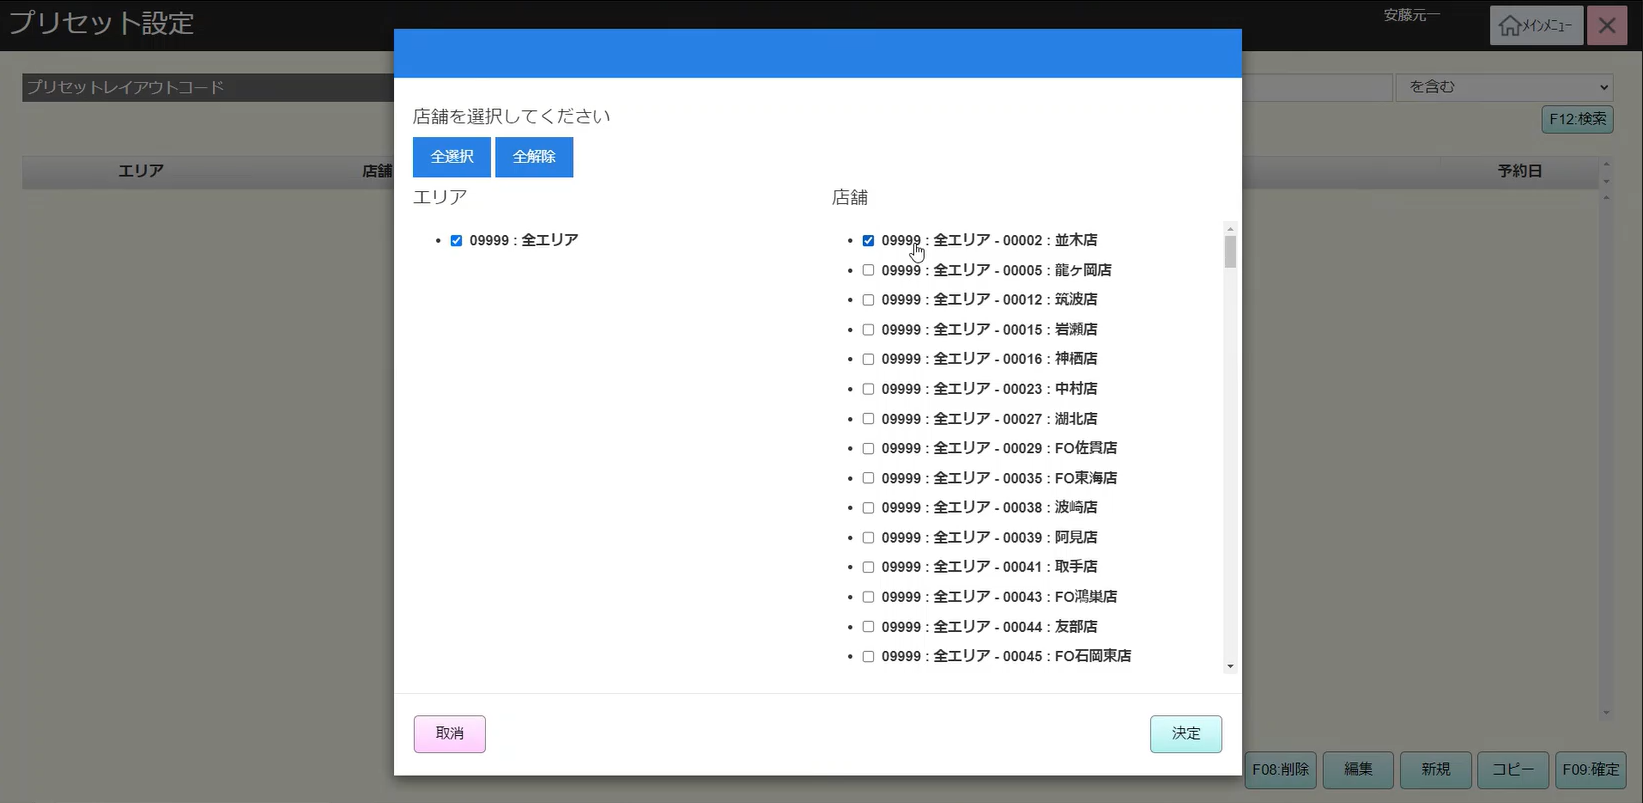 プリセット設定
安藤元一
メインメニュー
プリセットレイアウトコード
を含む
F12:検索
エリア
店舗
予約日
店舗を選択してください
全選択
全解除
エリア
09999 : 全エリア
店舗
09999 : 全エリア - 00002 : 並木店
09999 : 全エリア - 00005 : 龍ケ岡店
09999 : 全エリア - 00012 : 筑波店
09999 : 全エリア - 00015 : 岩瀬店
09999 : 全エリア - 00016 : 神栖店
09999 : 全エリア - 00023 : 中村店
09999 : 全エリア - 00027 : 湖北店
09999 : 全エリア - 00029 : FO佐貫店
09999 : 全エリア - 00035 : FO東海店
09999 : 全エリア - 00038 : 波崎店
09999 : 全エリア - 00039 : 阿見店
09999 : 全エリア - 00041 : 取手店
09999 : 全エリア - 00043 : FO鴻巣店
09999 : 全エリア - 00044 : 友部店
09999 : 全エリア - 00045 : FO石岡東店
取消
決定
F08:削除
編集
新規
コピー
F09:確定